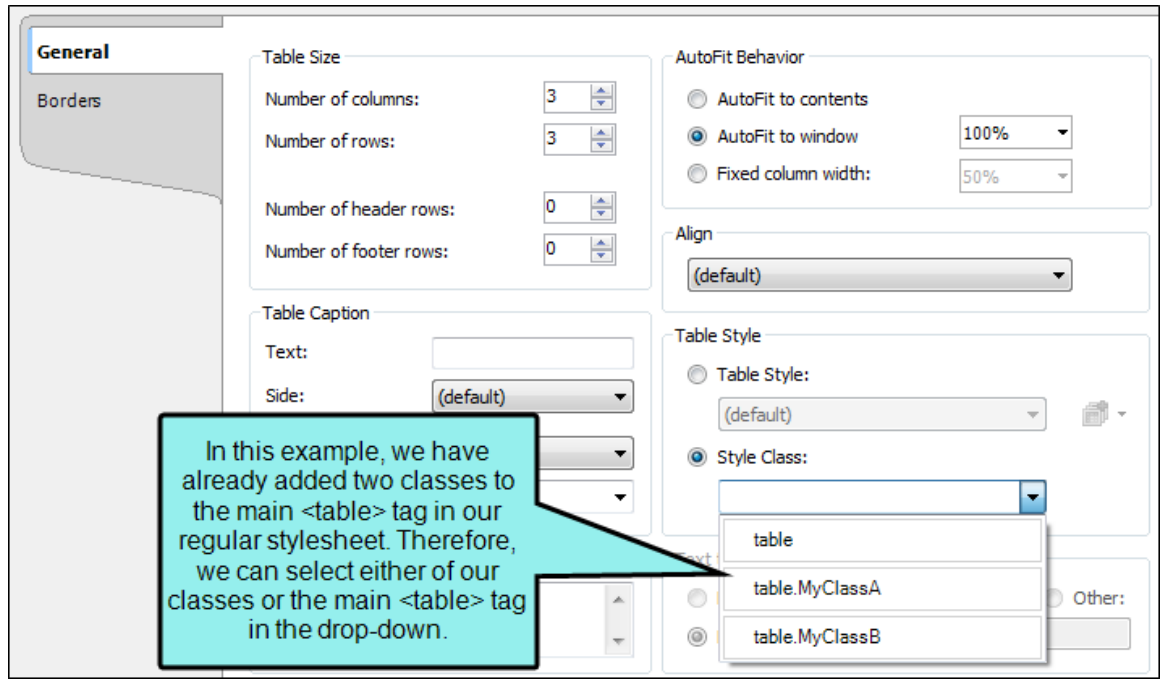 General
Borders
Table Size
Number of columns:
3
Number of rows:
3
Number of header rows:
0
Number of footer rows:
0
Table Caption
Text:
Side:
(default)
In this example, we have
already added two classes to
the main <table> tag in our
regular stylesheet. Therefore,
we can select either of our
classes or the main <table> tag
in the drop-down.
AutoFit Behavior
AutoFit to contents
AutoFit to window
100%
Fixed column width:
50%
Align
(default)
Table Style
Table Style:
(default)
Style Class:
table
table.MyClassA
table.MyClassB
Text
Other: